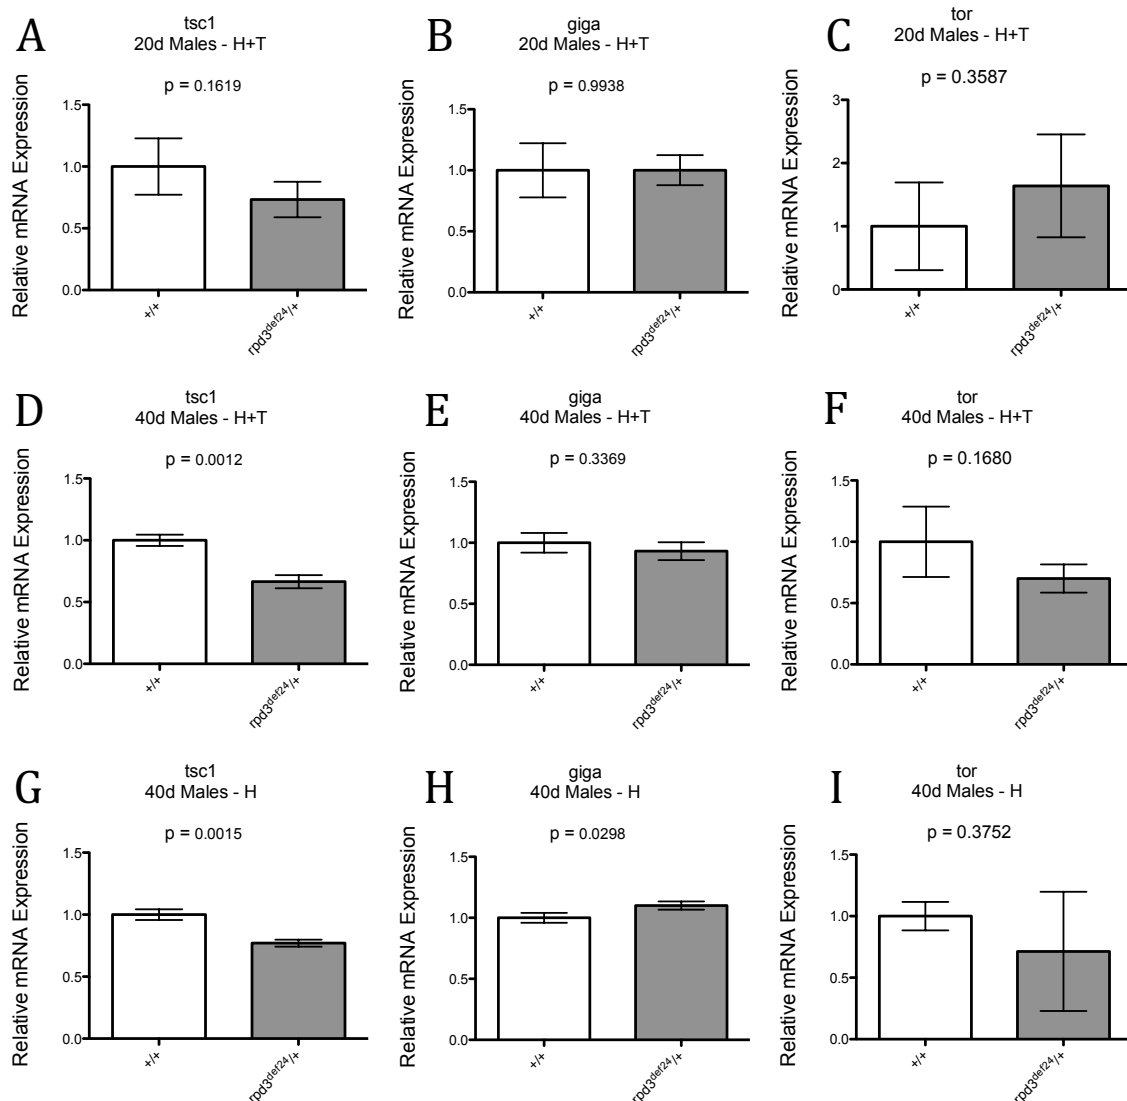 A
tsc1
20d Males - H+T
p = 0.1619
Relative mRNA Expression
1.5
1.0
0.5
0.0
+/+
rpd3def24/+
B
giga
20d Males - H+T
p = 0.9938
Relative mRNA Expression
1.5
1.0
0.5
0.0
+/+
rpd3def24/+
C
tor
20d Males - H+T
p = 0.3587
Relative mRNA Expression
3
2
1
0
+/+
rpd3def24/+
D
tsc1
40d Males - H+T
p = 0.0012
Relative mRNA Expression
1.5
1.0
0.5
0.0
+/+
rpd3def24/+
E
giga
40d Males - H+T
p = 0.3369
Relative mRNA Expression
1.5
1.0
0.5
0.0
+/+
rpd3def24/+
F
tor
40d Males - H+T
p = 0.1680
Relative mRNA Expression
1.5
1.0
0.5
0.0
+/+
rpd3def24/+
G
tsc1
40d Males - H
p = 0.0015
Relative mRNA Expression
1.5
1.0
0.5
0.0
+/+
rpd3def24/+
H
giga
40d Males - H
p = 0.0298
Relative mRNA Expression
1.5
1.0
0.5
0.0
+/+
rpd3def24/+
I
tor
40d Males - H
p = 0.3752
Relative mRNA Expression
1.5
1.0
0.5
0.0
+/+
rpd3def24/+